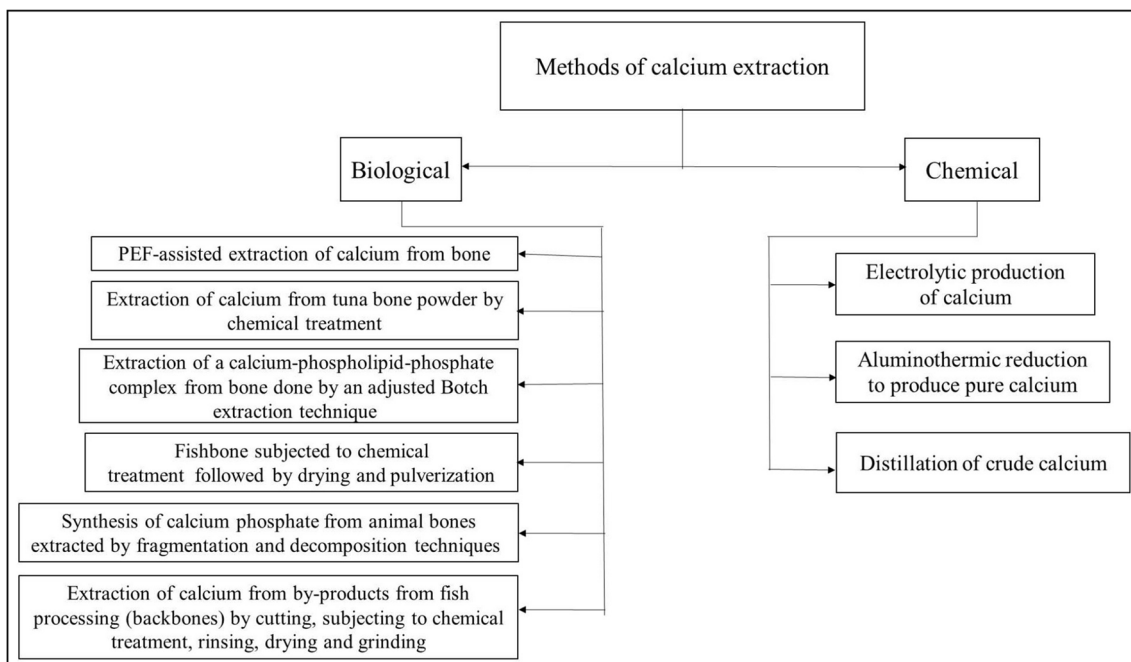 Methods of calcium extraction
Biological
Chemical
PEF-assisted extraction of calcium from bone
Extraction of calcium from tuna bone powder by
chemical treatment
Extraction of a calcium-phospholipid-phosphate
complex from bone done by an adjusted Botch
extraction technique
Fishbone subjected to chemical
treatment followed by drying and pulverization
Synthesis of calcium phosphate from animal bones
extracted by fragmentation and decomposition techniques
Extraction of calcium from by-products from fish
processing (backbones) by cutting, subjecting to chemical
treatment, rinsing, drying and grinding
Electrolytic production
of calcium
Aluminothermic reduction
to produce pure calcium
Distillation of crude calcium